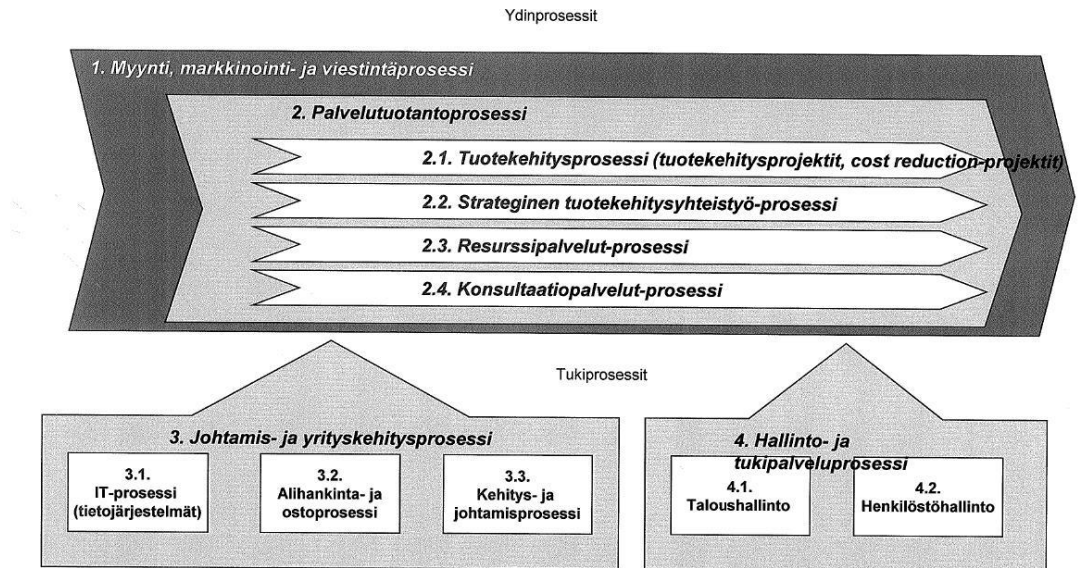 Ydinprosessit
1. Myynti, markkinointi- ja viestintäprosessi
2. Palvelutuotantoprosessi
2.1. Tuotekehitysprosessi (tuotekehitysprojektit, cost reduction-projektit)
2.2. Strateginen tuotekehitysyhteistyö-prosessi
2.3. Resurssipalvelut-prosessi
2.4. Konsultaatiopalvelut-prosessi
Tukiprosessit
3. Johtamis- ja yrityskehitysprosessi
3.1.
IT-prosessi
(tietojärjestelmät)
3.2.
Alihankinta- ja
ostoprosessi
3.3.
Kehitys- ja
johtamisprosessi
4. Hallinto- ja
tukipalveluprosessi
4.1.
Taloushallinto
4.2.
Henkilöstöhallinto